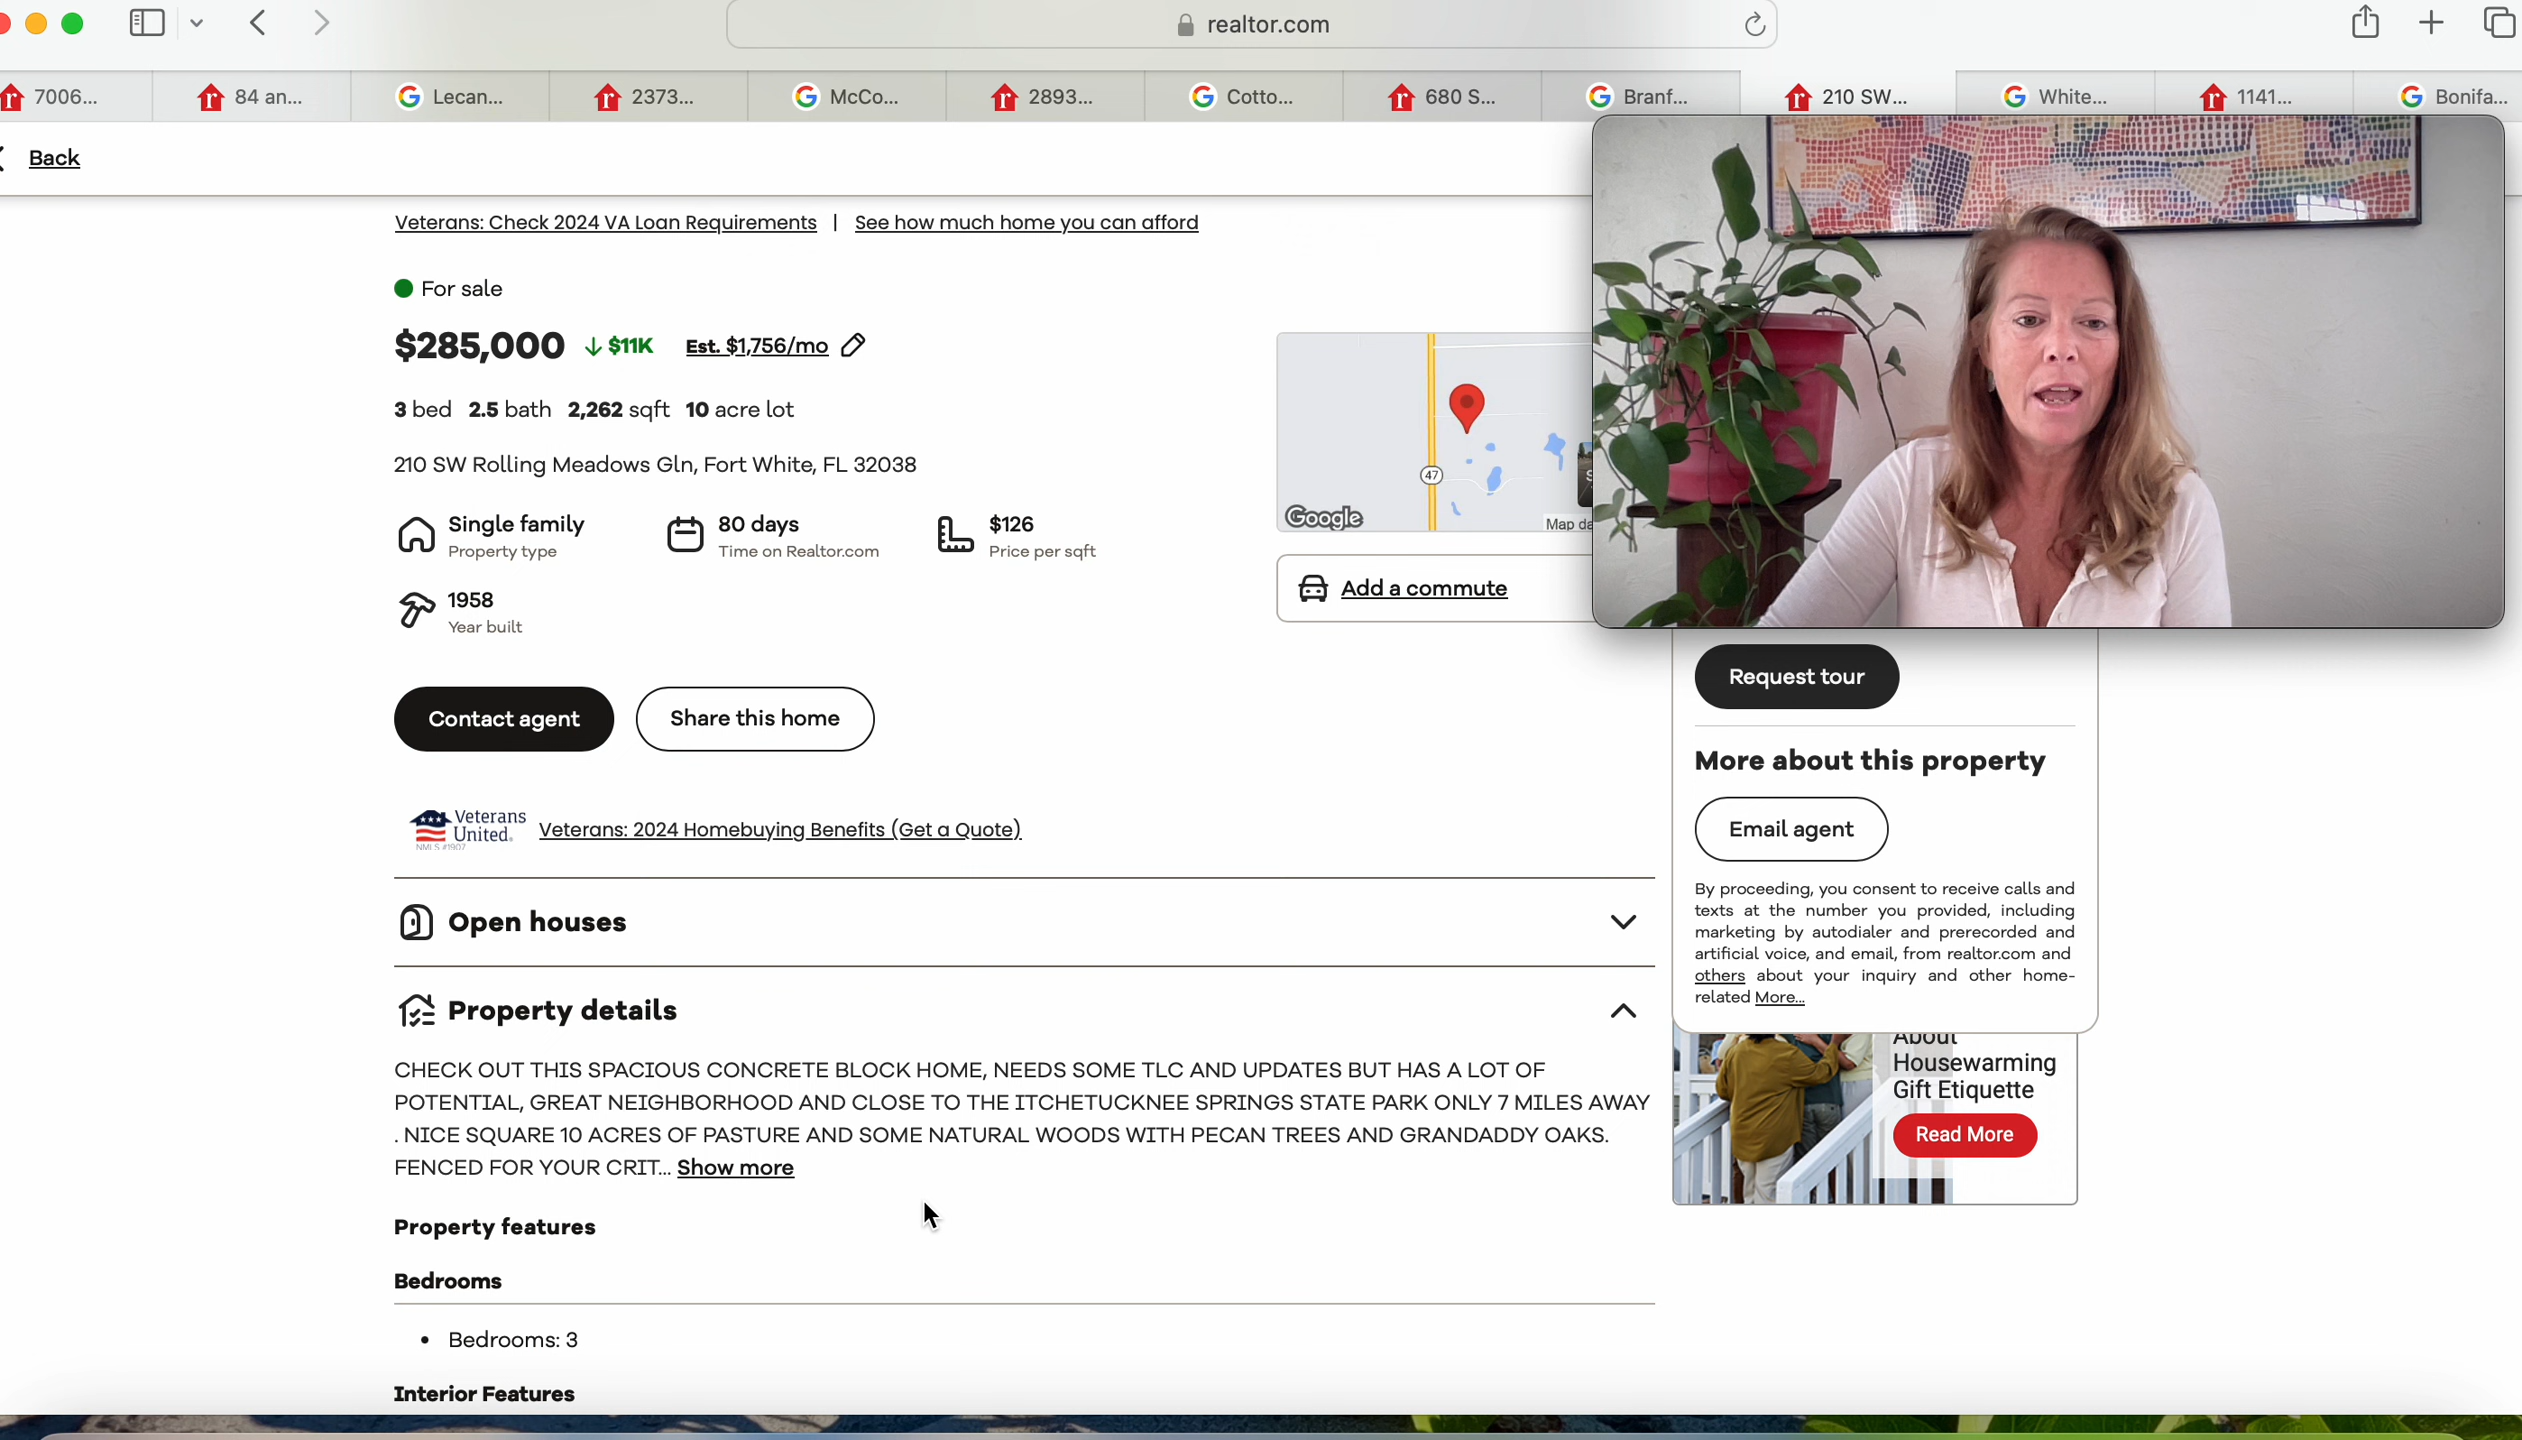 realtor.com
7006...
84 an...
Lecan...
2373...
McCo...
2893...
Cotto...
680 S...
Branf...
210 SW...
White...
1141...
Bonifa...
Back
Veterans: Check 2024 VA Loan Requirements | See how much home you can afford
For sale
$285,000 ↓ $11K Est. $1,756/mo
3 bed 2.5 bath 2,262 sqft 10 acre lot
210 SW Rolling Meadows Gln, Fort White, FL 32038
Single family
Property type
80 days
Time on Realtor.com
$126
Price per sqft
1958
Year built
47
Google
Map da
Add a commute
Contact agent
Share this home
Request tour
More about this property
Email agent
By proceeding, you consent to receive calls and
texts at the number you provided, including
marketing by autodialer and prerecorded and
artificial voice, and email, from realtor.com and
others about your inquiry and other home-
related More...
Veterans
United.
NMLS #1907
Veterans: 2024 Homebuying Benefits (Get a Quote)
Open houses
Property details
CHECK OUT THIS SPACIOUS CONCRETE BLOCK HOME, NEEDS SOME TLC AND UPDATES BUT HAS A LOT OF
POTENTIAL, GREAT NEIGHBORHOOD AND CLOSE TO THE ITCHETUCKNEE SPRINGS STATE PARK ONLY 7 MILES AWAY
. NICE SQUARE 10 ACRES OF PASTURE AND SOME NATURAL WOODS WITH PECAN TREES AND GRANDADDY OAKS.
FENCED FOR YOUR CRIT... Show more
About
Housewarming
Gift Etiquette
Read More
Property features
Bedrooms
• Bedrooms: 3
Interior Features